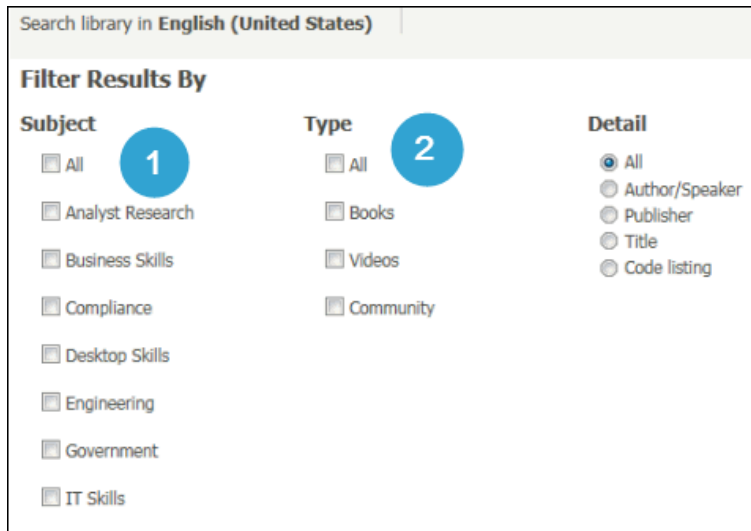 Search library in English (United States)
Filter Results By
Subject
All
1
Analyst Research
Business Skills
Compliance
Desktop Skills
Engineering
Government
IT Skills
Type
All
2
Books
Videos
Community
Detail
All
Author/Speaker
Publisher
Title
Code listing